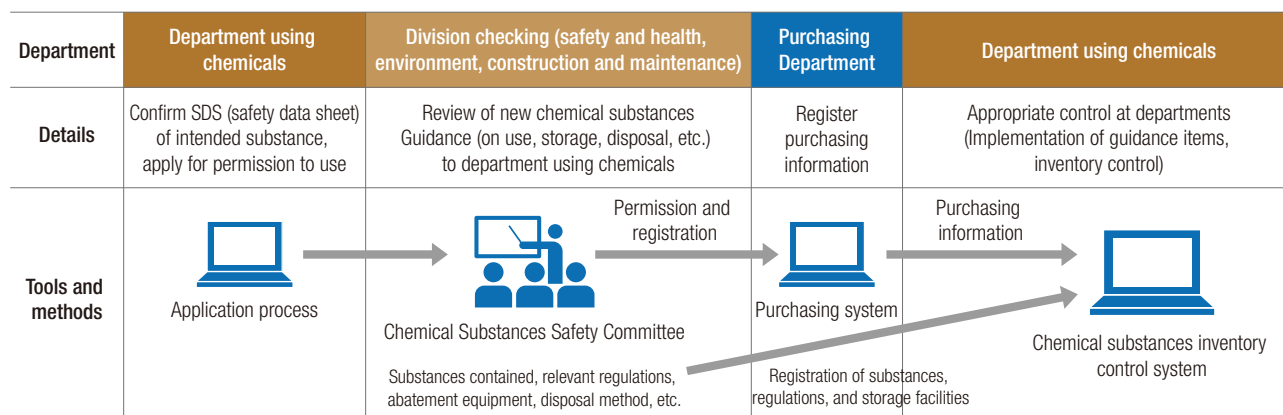 Department
Department using
chemicals
Division checking (safety and health,
environment, construction and maintenance)
Purchasing
Department
Department using chemicals
Details
Confirm SDS (safety data sheet)
of intended substance,
apply for permission to use
Review of new chemical substances
Guidance (on use, storage, disposal, etc.)
to department using chemicals
Register
purchasing
information
Appropriate control at departments
(Implementation of guidance items,
inventory control)
Tools and
methods
Application process
Chemical Substances Safety Committee
Permission and
registration
Purchasing system
Purchasing
information
Chemical substances inventory
control system
Substances contained, relevant regulations,
abatement equipment, disposal method, etc.
Registration of substances,
regulations, and storage facilities